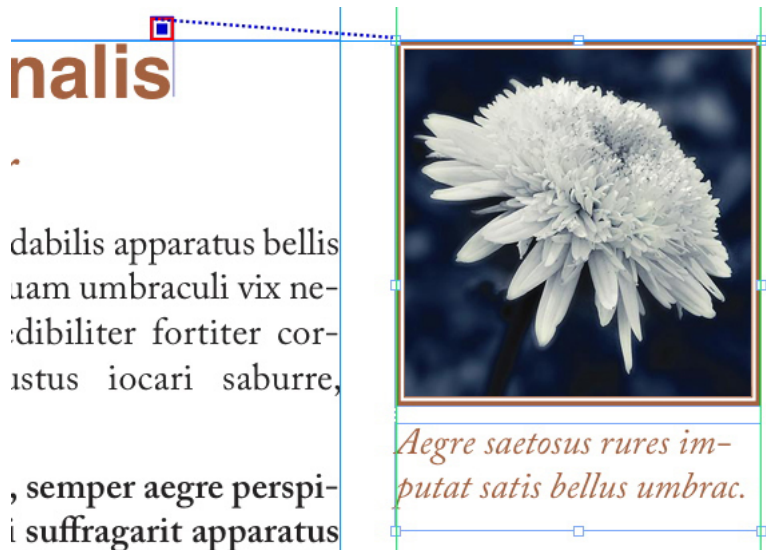 nalis
r
dabilis apparatus bellis
uam umbraculi vix ne-
edibiliter fortiter cor-
ustus iocari saburre,
, semper aegre perspi-
i suffragarit apparatus
Aegre saetosus rures im-
putat satis bellus umbrac.